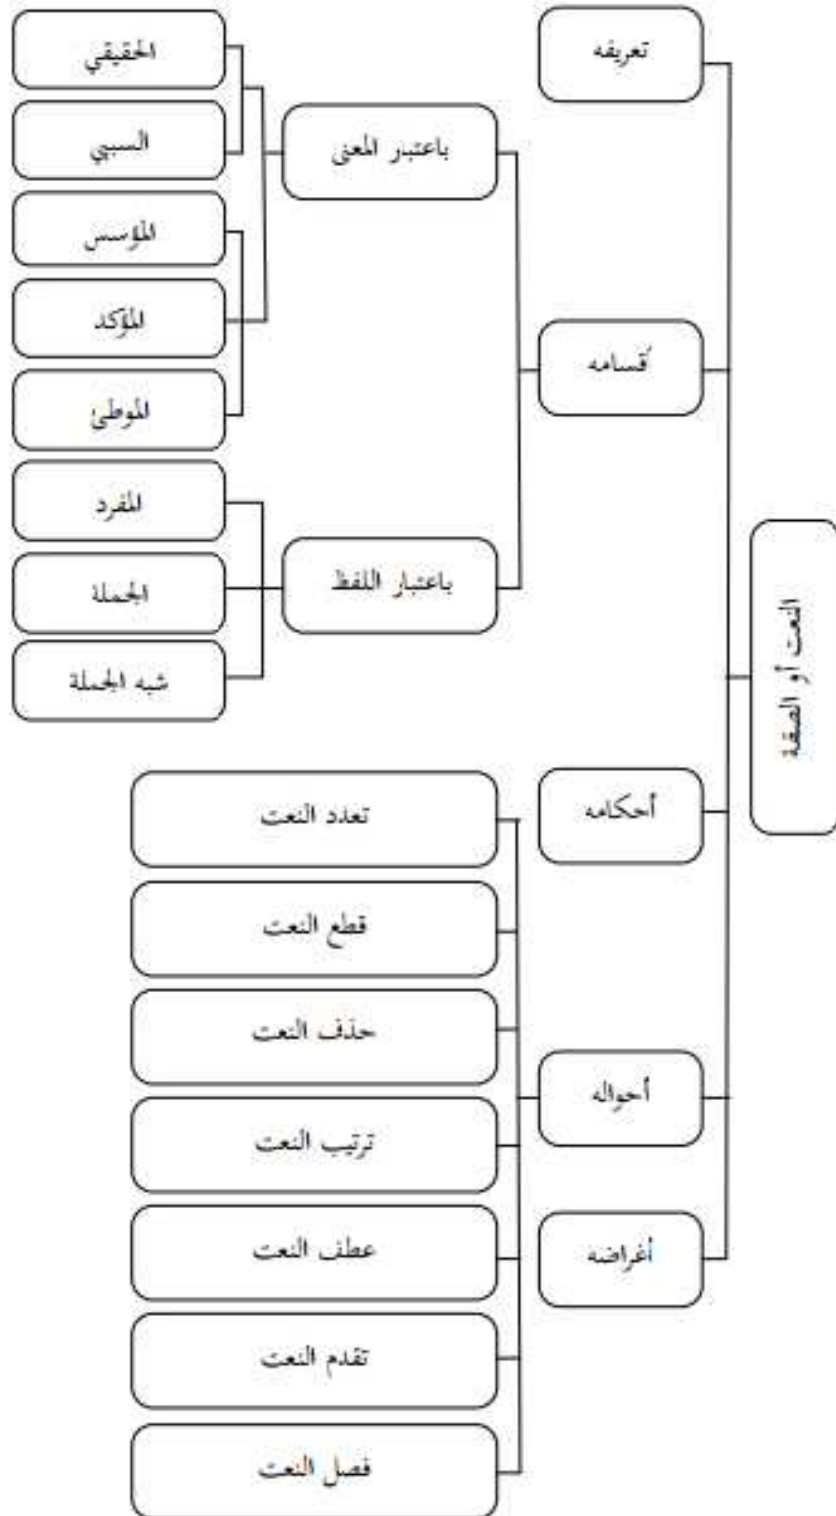 النعت أو الصفة
تعريفه
أقسامه
باعتبار المعنى
الحقيقي
السببي
المؤسس
المؤكد
الموطئ
باعتبار اللفظ
المفرد
الجملة
شبه الجملة
أحكامه
أحواله
تعدد النعت
قطع النعت
حذف النعت
ترتيب النعت
عطف النعت
تقدم النعت
فصل النعت
أغراضه